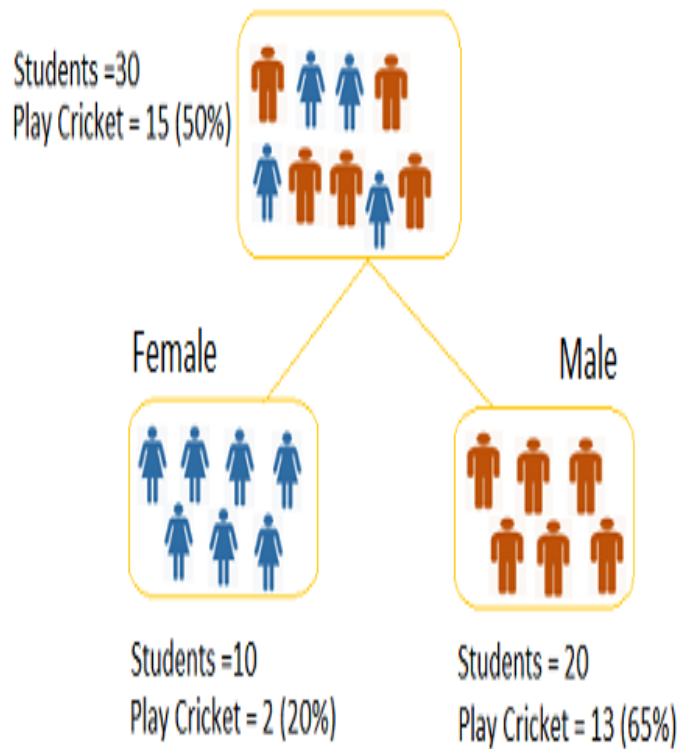 Students =30
Play Cricket = 15 (50%)
Female
Male
Students =10
Play Cricket = 2 (20%)
Students = 20
Play Cricket = 13 (65%)